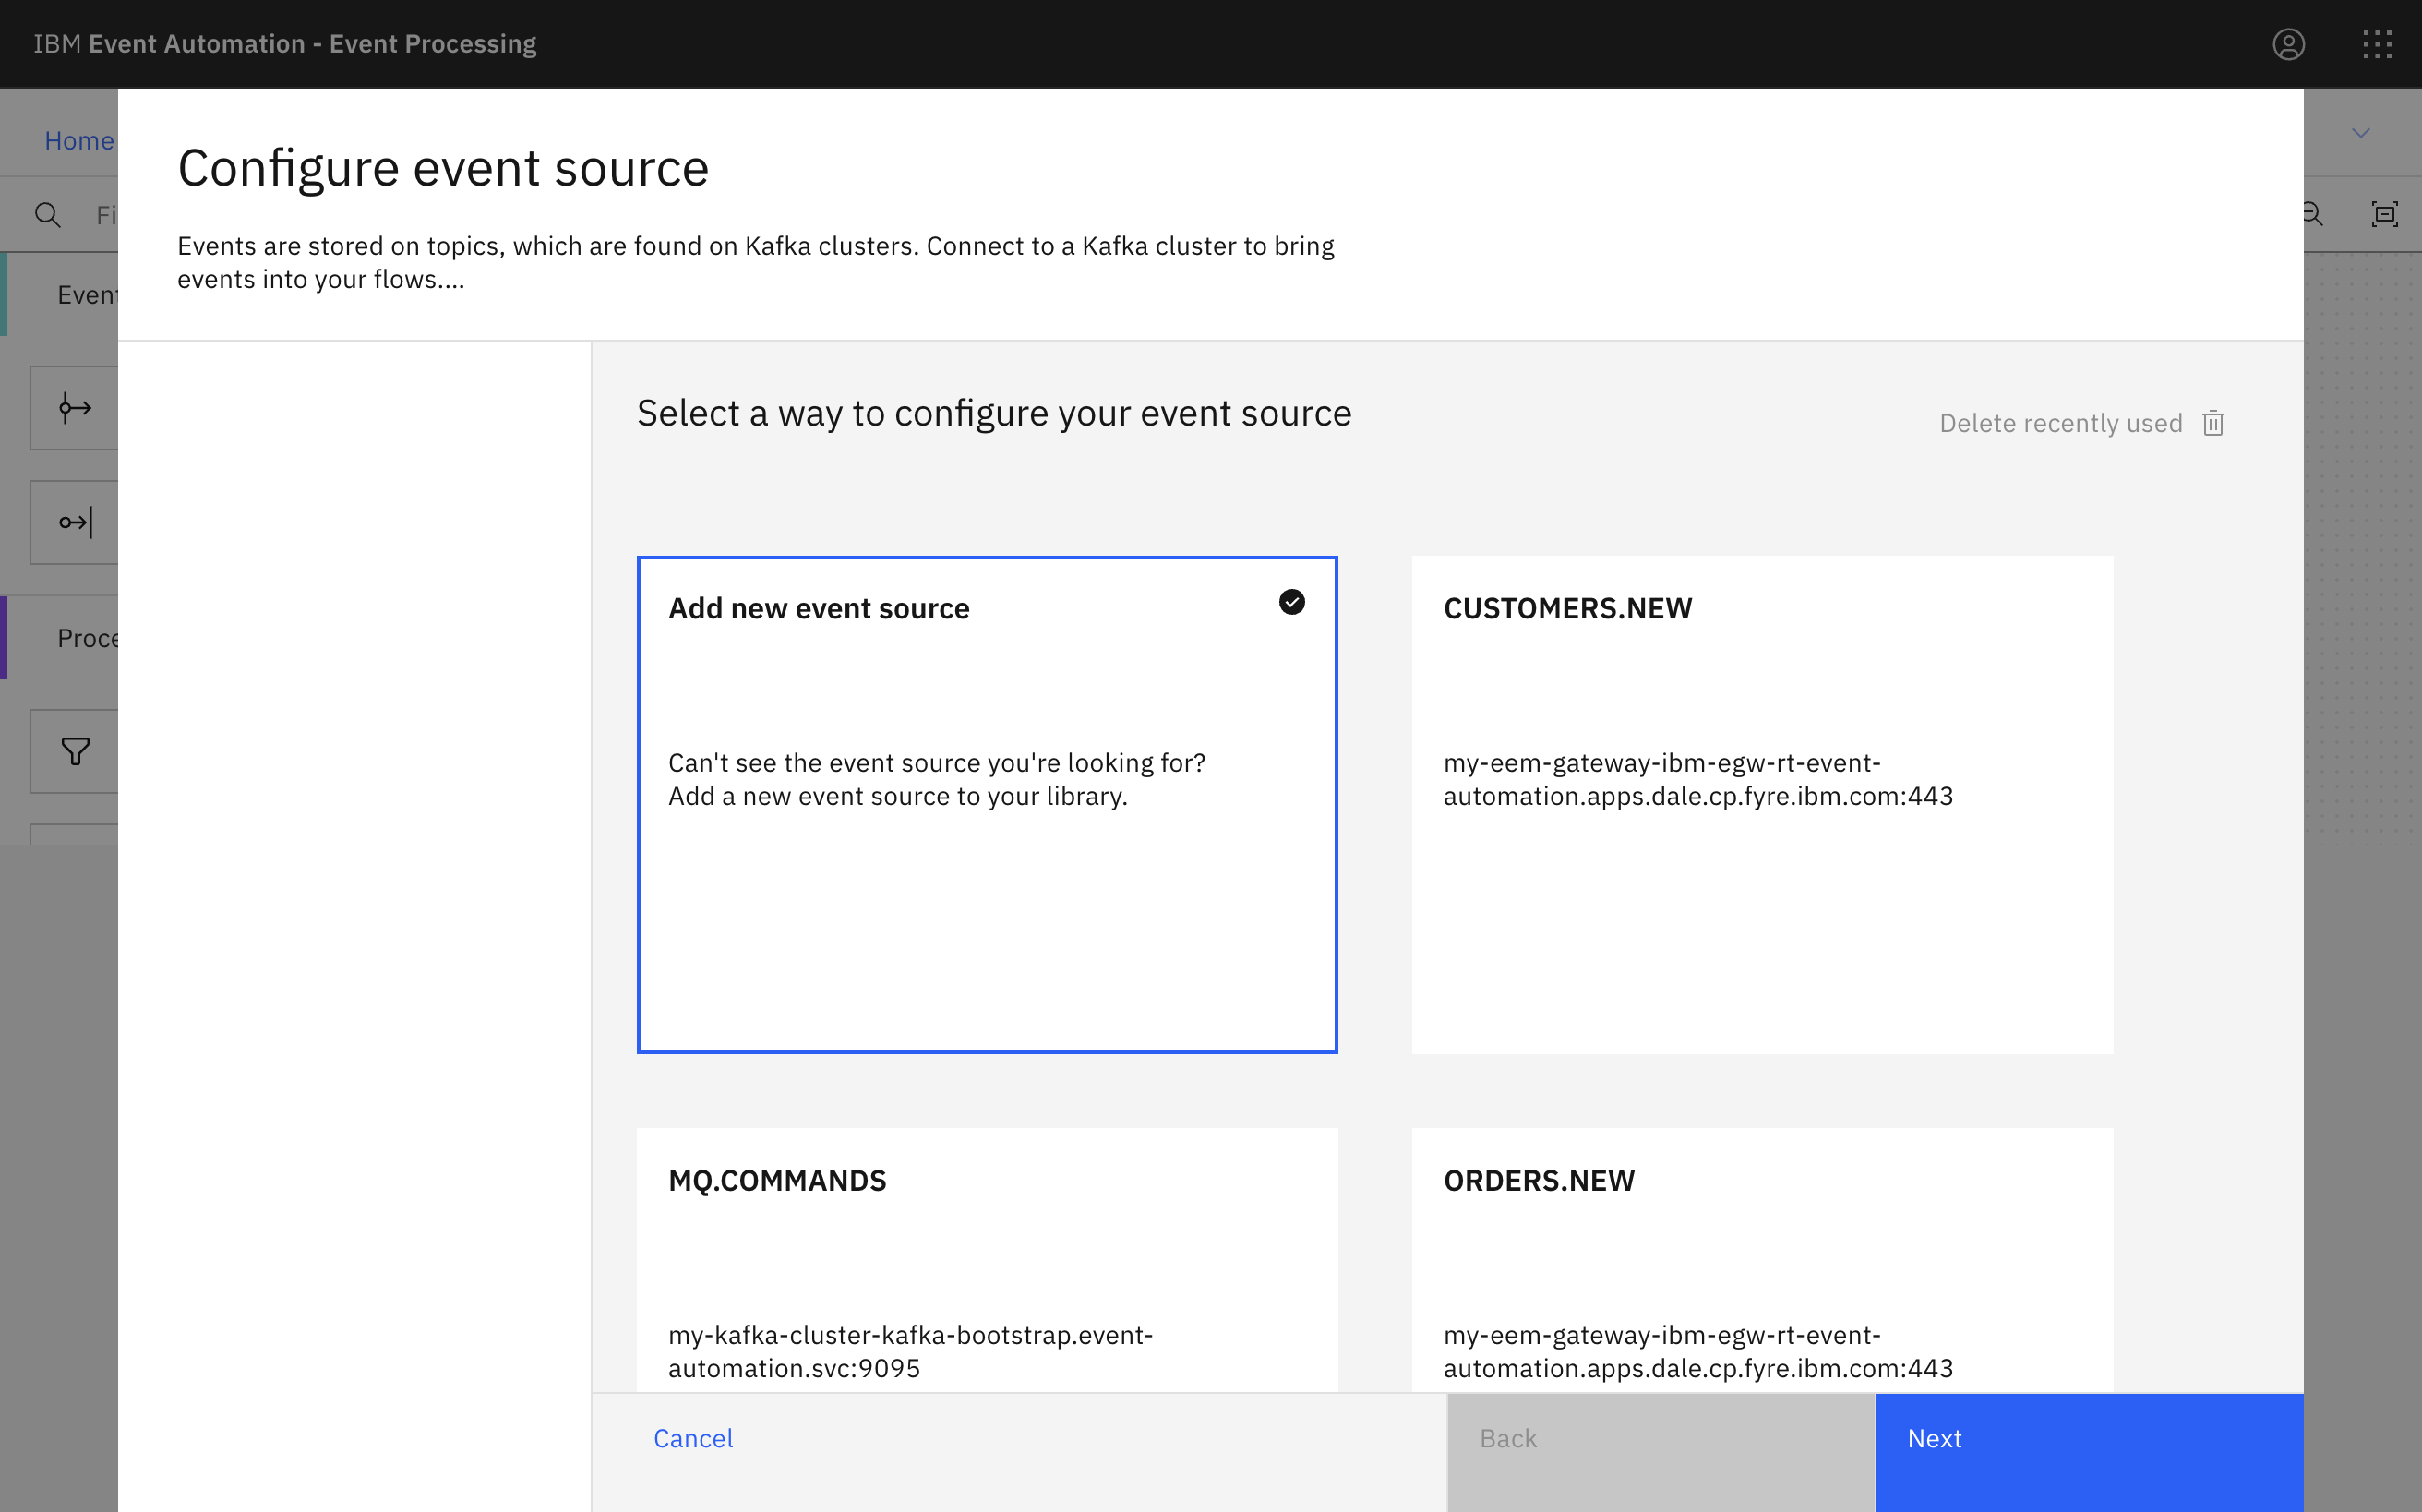 IBM Event Automation - Event Processing
Home
Configure event source
Events are stored on topics, which are found on Kafka clusters. Connect to a Kafka cluster to bring
events into your flows....
Fi
Event
Proce
Select a way to configure your event source
Delete recently used
Add new event source
Can't see the event source you're looking for?
Add a new event source to your library.
CUSTOMERS.NEW
my-eem-gateway-ibm-egw-rt-event-
automation.apps.dale.cp.fyre.ibm.com:443
MQ.COMMANDS
my-kafka-cluster-kafka-bootstrap.event-
automation.svc:9095
ORDERS.NEW
my-eem-gateway-ibm-egw-rt-event-
automation.apps.dale.cp.fyre.ibm.com:443
Cancel
Back
Next